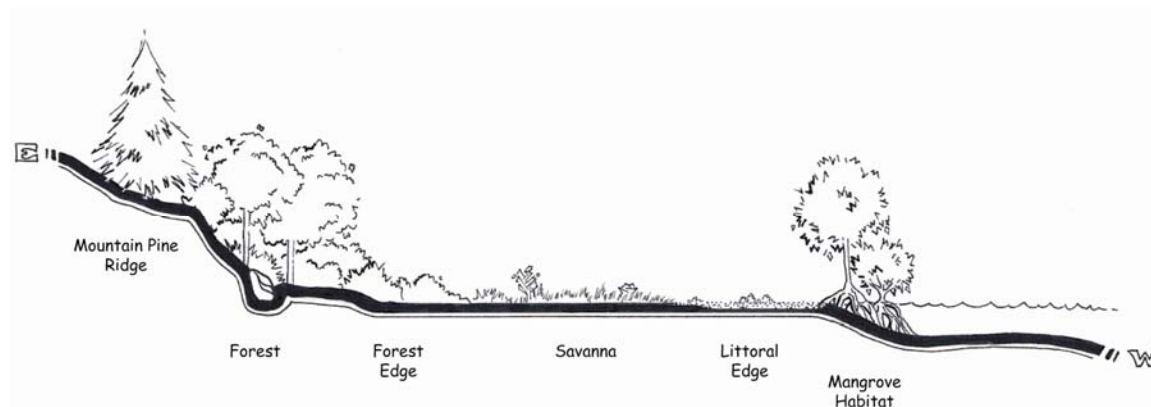 E
W
Mountain Pine
Ridge
Forest
Forest
Edge
Savanna
Littoral
Edge
Mangrove
Habitat